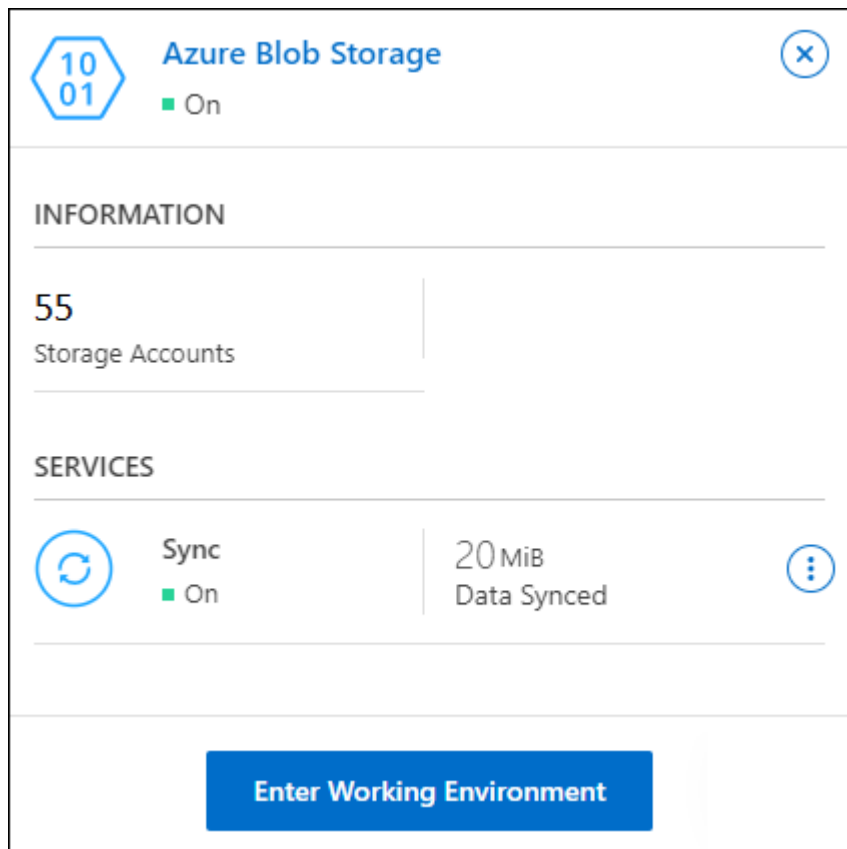 10
01
Azure Blob Storage
On
INFORMATION
55
Storage Accounts
SERVICES
Sync
On
20 MiB
Data Synced
Enter Working Environment